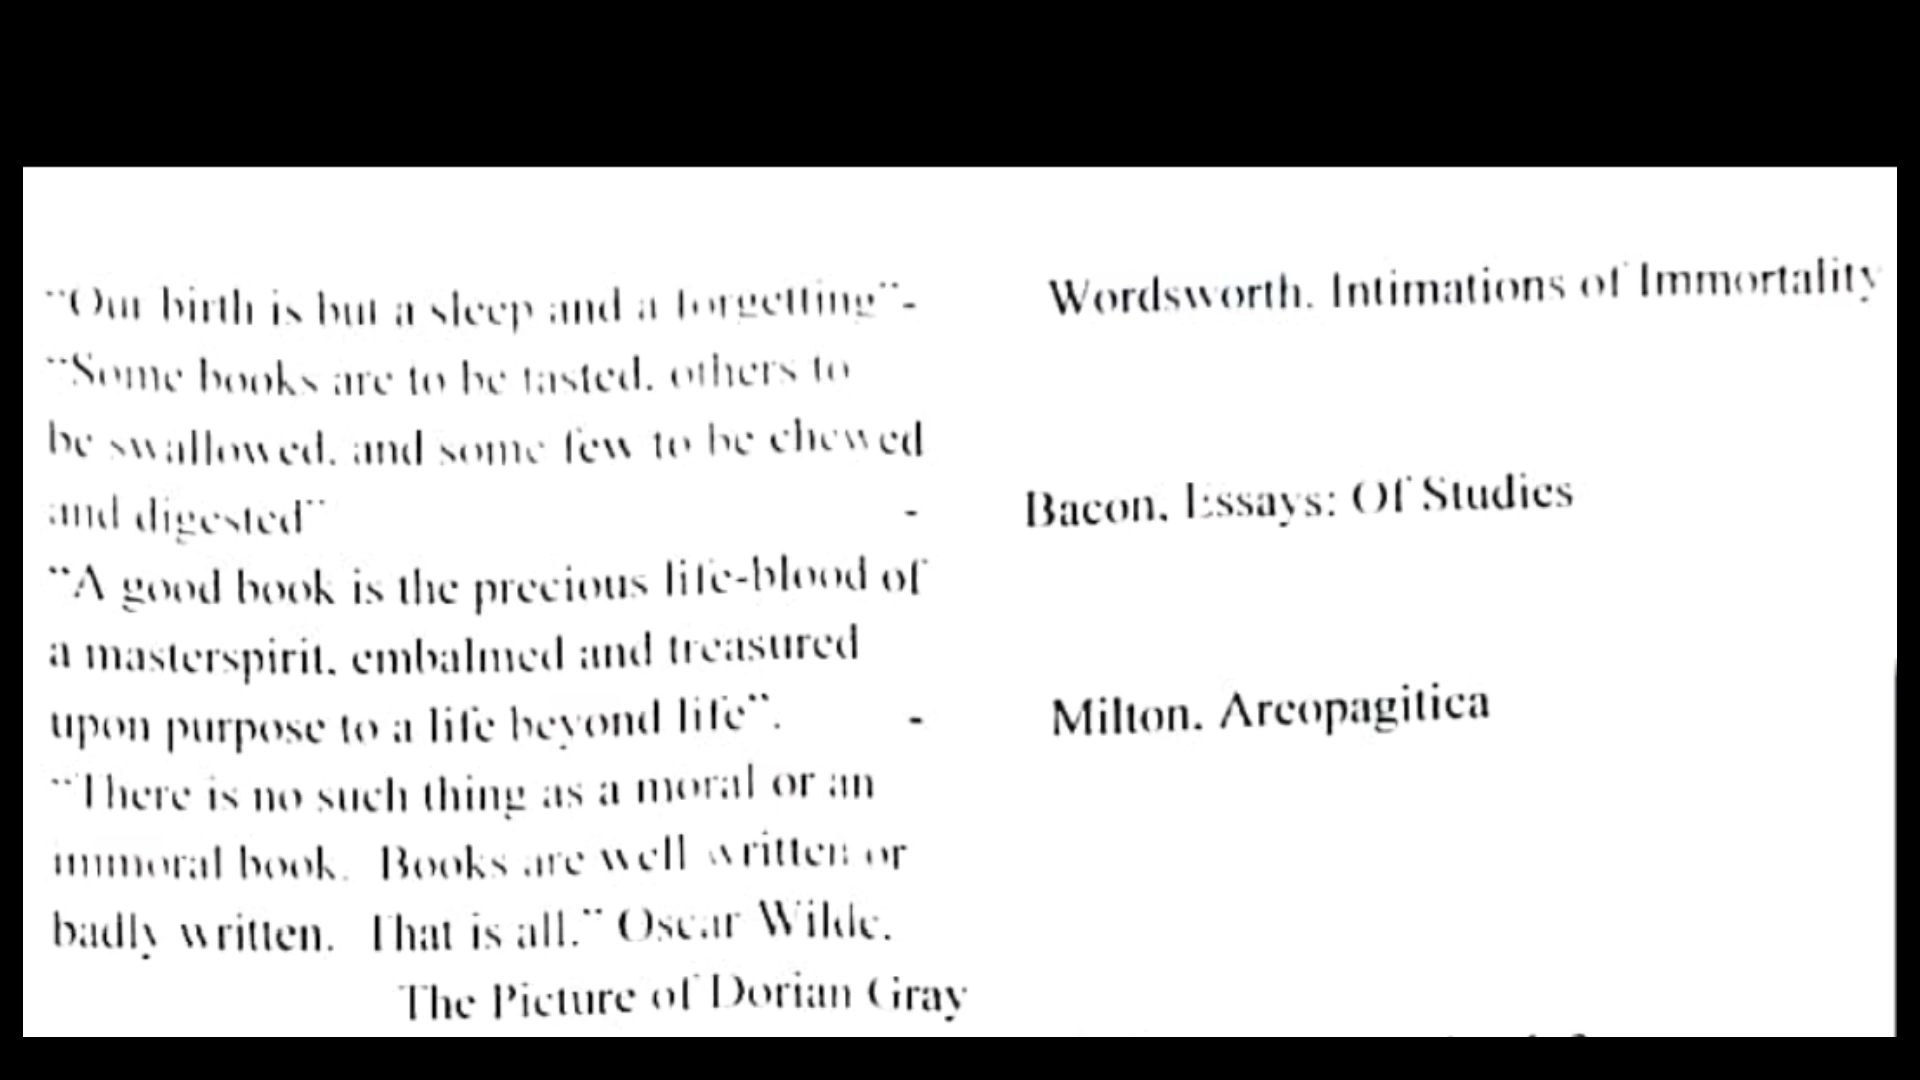 "Our birth is but a sleep and a forgetting"- Wordsworth. Intimations of Immortality
"Some books are to be tasted. others to
be swallowed. and some few to be chewed
and digested" - Bacon. Essays: Of Studies
"A good book is the precious life-blood of
a masterspirit. embalmed and treasured
upon purpose to a life beyond life". - Milton. Areopagitica
"There is no such thing as a moral or an
immoral book. Books are well written or
badly written. That is all." Oscar Wilde.
The Picture of Dorian Gray